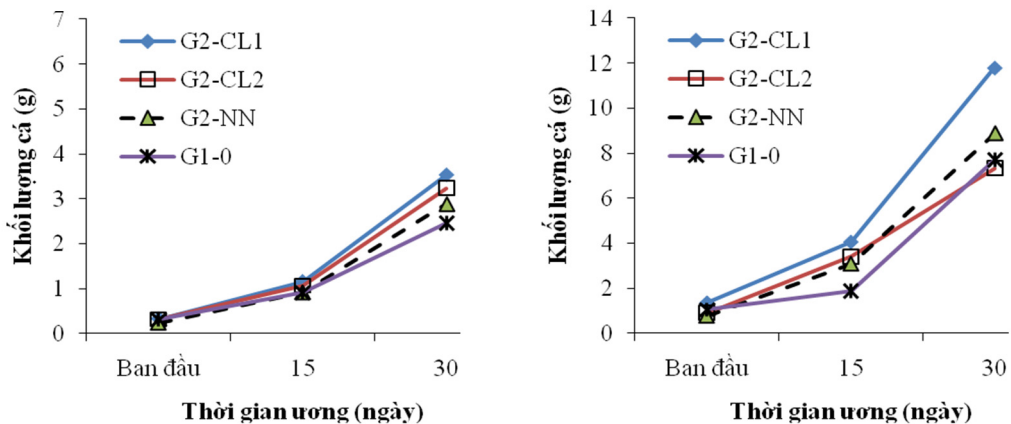 7
6
5
4
3
2
1
0
Khối lượng cá (g)
G2-CL1
G2-CL2
G2-NN
G1-0
Ban đầu 15 30
Thời gian ương (ngày)
14
12
10
8
6
4
2
0
Khối lượng cá (g)
G2-CL1
G2-CL2
G2-NN
G1-0
Ban đầu 15 30
Thời gian ương (ngày)